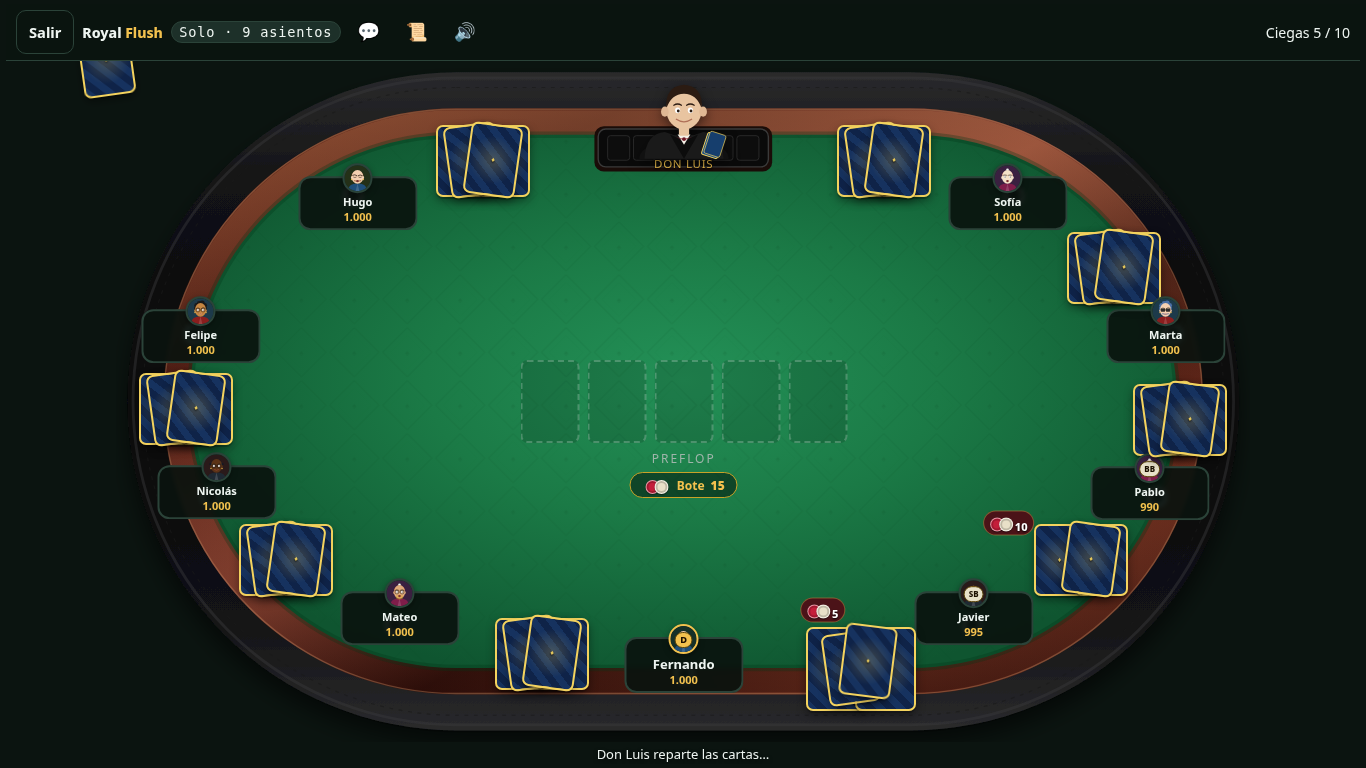 Salir
Royal Flush
Solo · 9 asientos
Ciegas 5 / 10
DON LUIS
Hugo
1.000
Sofía
1.000
Felipe
1.000
Marta
1.000
Nicolás
1.000
BB
Pablo
990
PREFLOP
Bote 15
10
Mateo
1.000
5
SB
Javier
995
D
Fernando
1.000
Don Luis reparte las cartas...